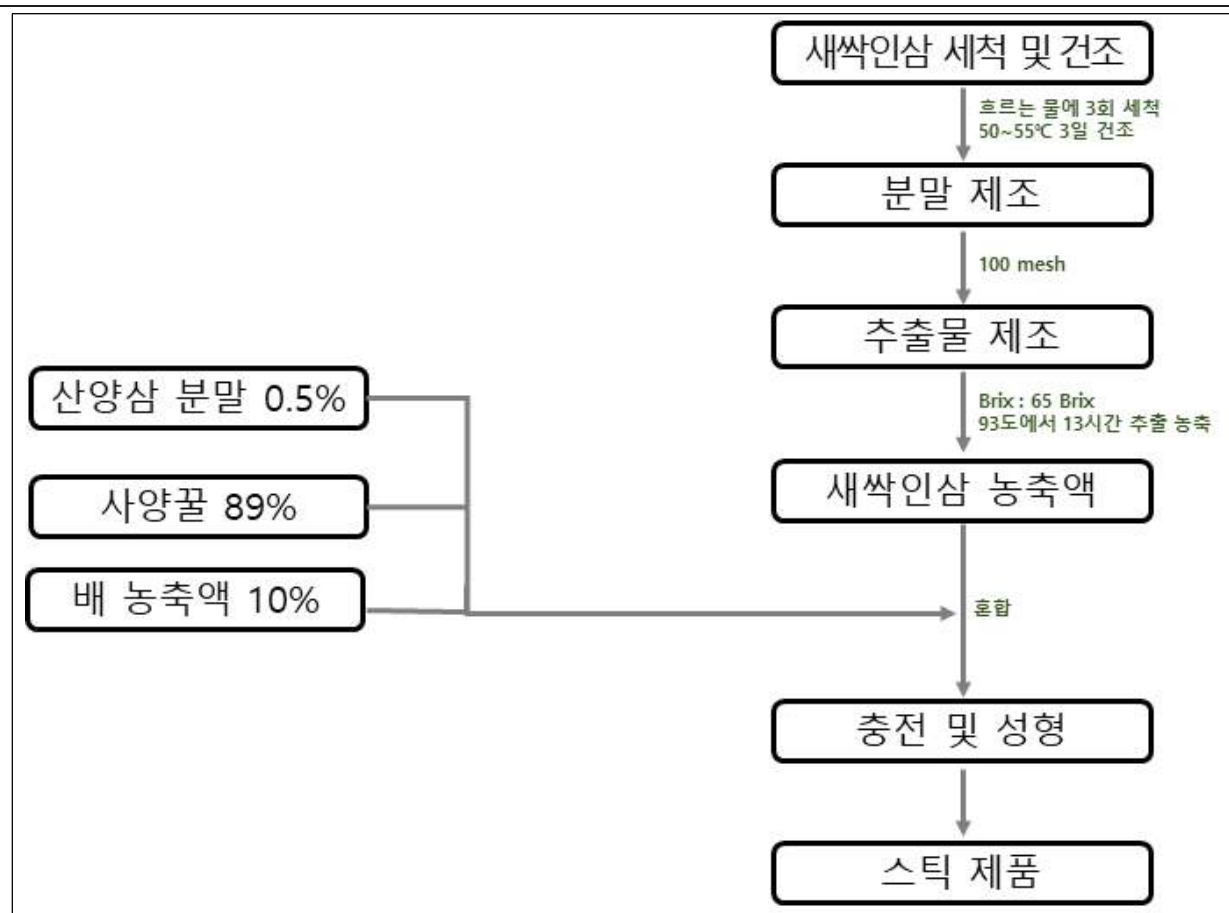 새싹인삼 세척 및 건조
흐르는 물에 3회 세척
50~55℃ 3일 건조
분말 제조
100 mesh
추출물 제조
Brix : 65 Brix
93도에서 13시간 추출 농축
새싹인삼 농축액
산양삼 분말 0.5%
사양꿀 89%
배 농축액 10%
혼합
충전 및 성형
스틱 제품